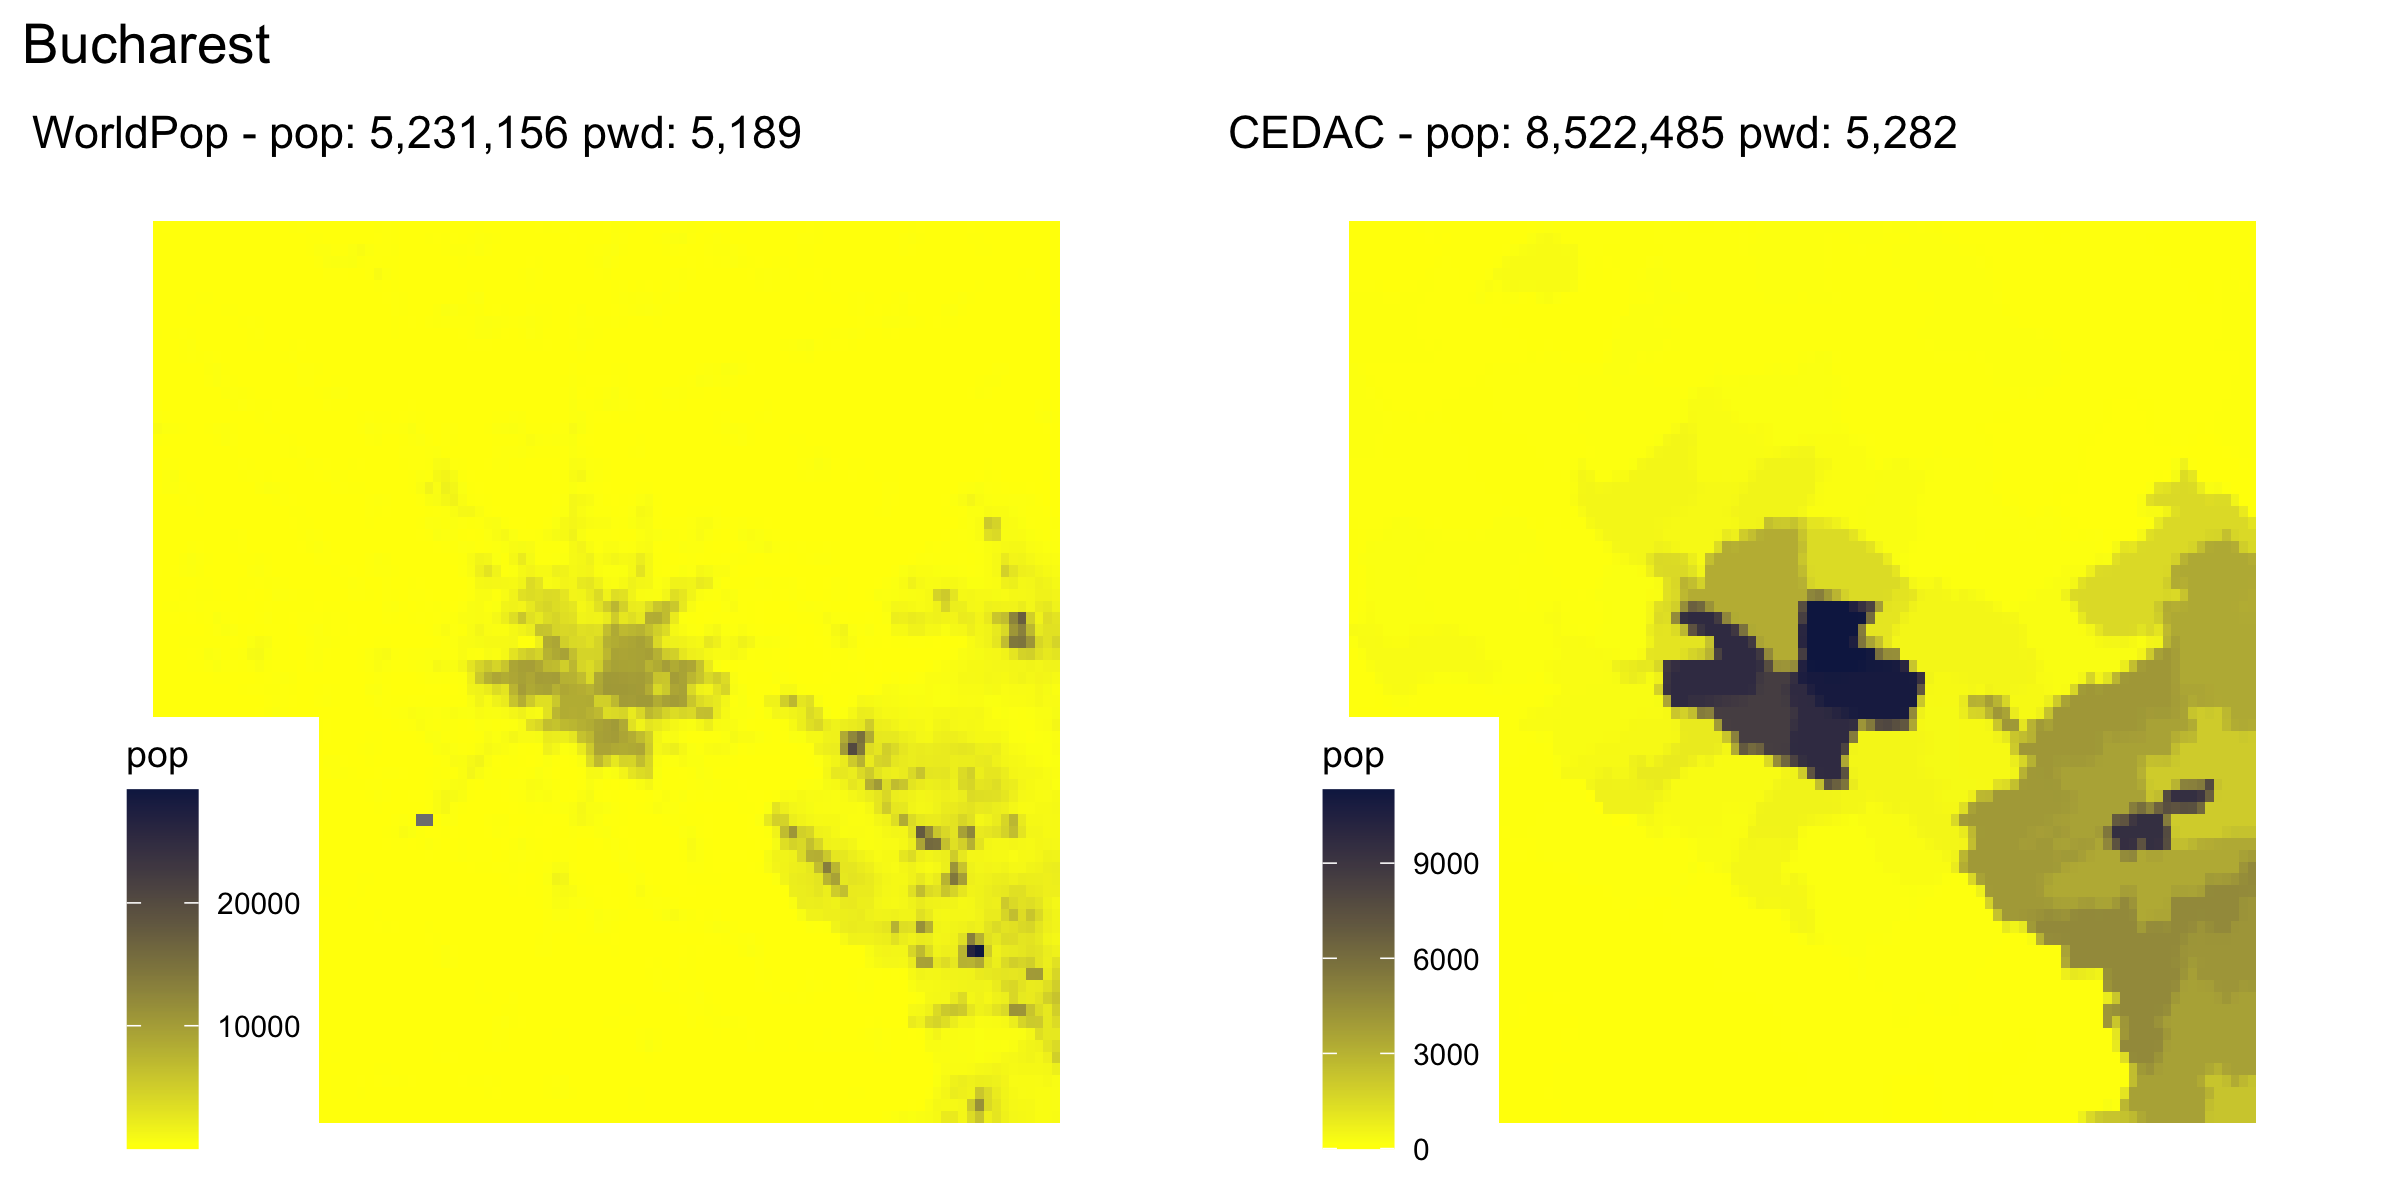 Bucharest
WorldPop - pop: 5,231,156 pwd: 5,189
CEDAC - pop: 8,522,485 pwd: 5,282
pop
20000
10000
pop
9000
6000
3000
0